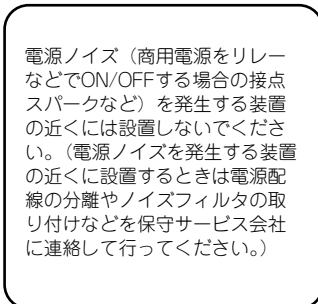 電源ノイズ（商用電源をリレー
などでON/OFFする場合の接点
スパークなど）を発生する装置
の近くには設置しないでくださ
い。（電源ノイズを発生する装置
の近くに設置するときは電源配
線の分離やノイズフィルタの取
り付けなどを保守サービス会社
に連絡して行ってください。）